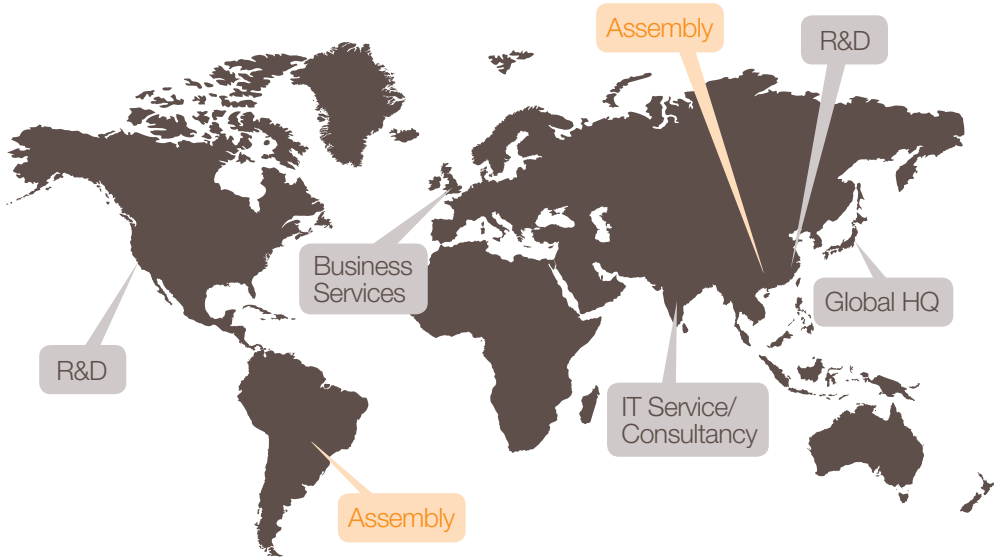 Assembly
R&D
Business
Services
Global HQ
R&D
IT Service/
Consultancy
Assembly